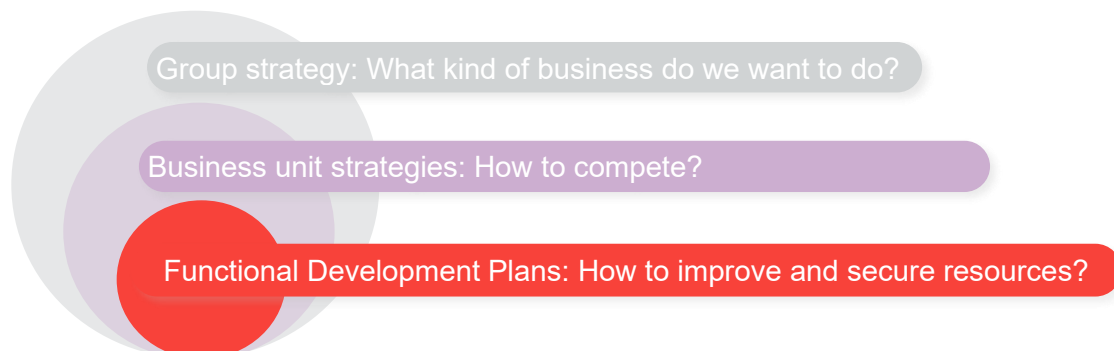 Group strategy: What kind of business do we want to do?
Business unit strategies: How to compete?
Functional Development Plans: How to improve and secure resources?